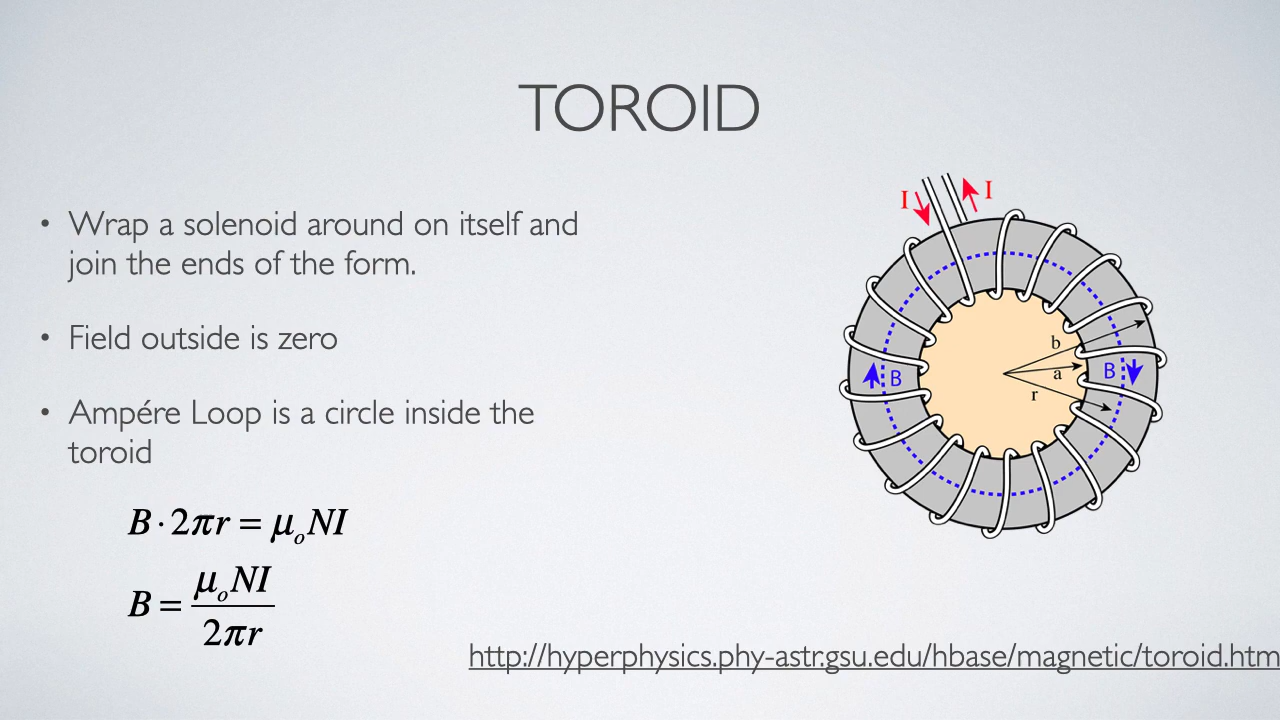 TOROID
• Wrap a solenoid around on itself and
join the ends of the form.
• Field outside is zero
• Ampére Loop is a circle inside the
toroid
B · 2πr = μₒNI
B = μₒNI / 2πr
I I
b
a
r
B
B
http://hyperphysics.phy-astr.gsu.edu/hbase/magnetic/toroid.htm